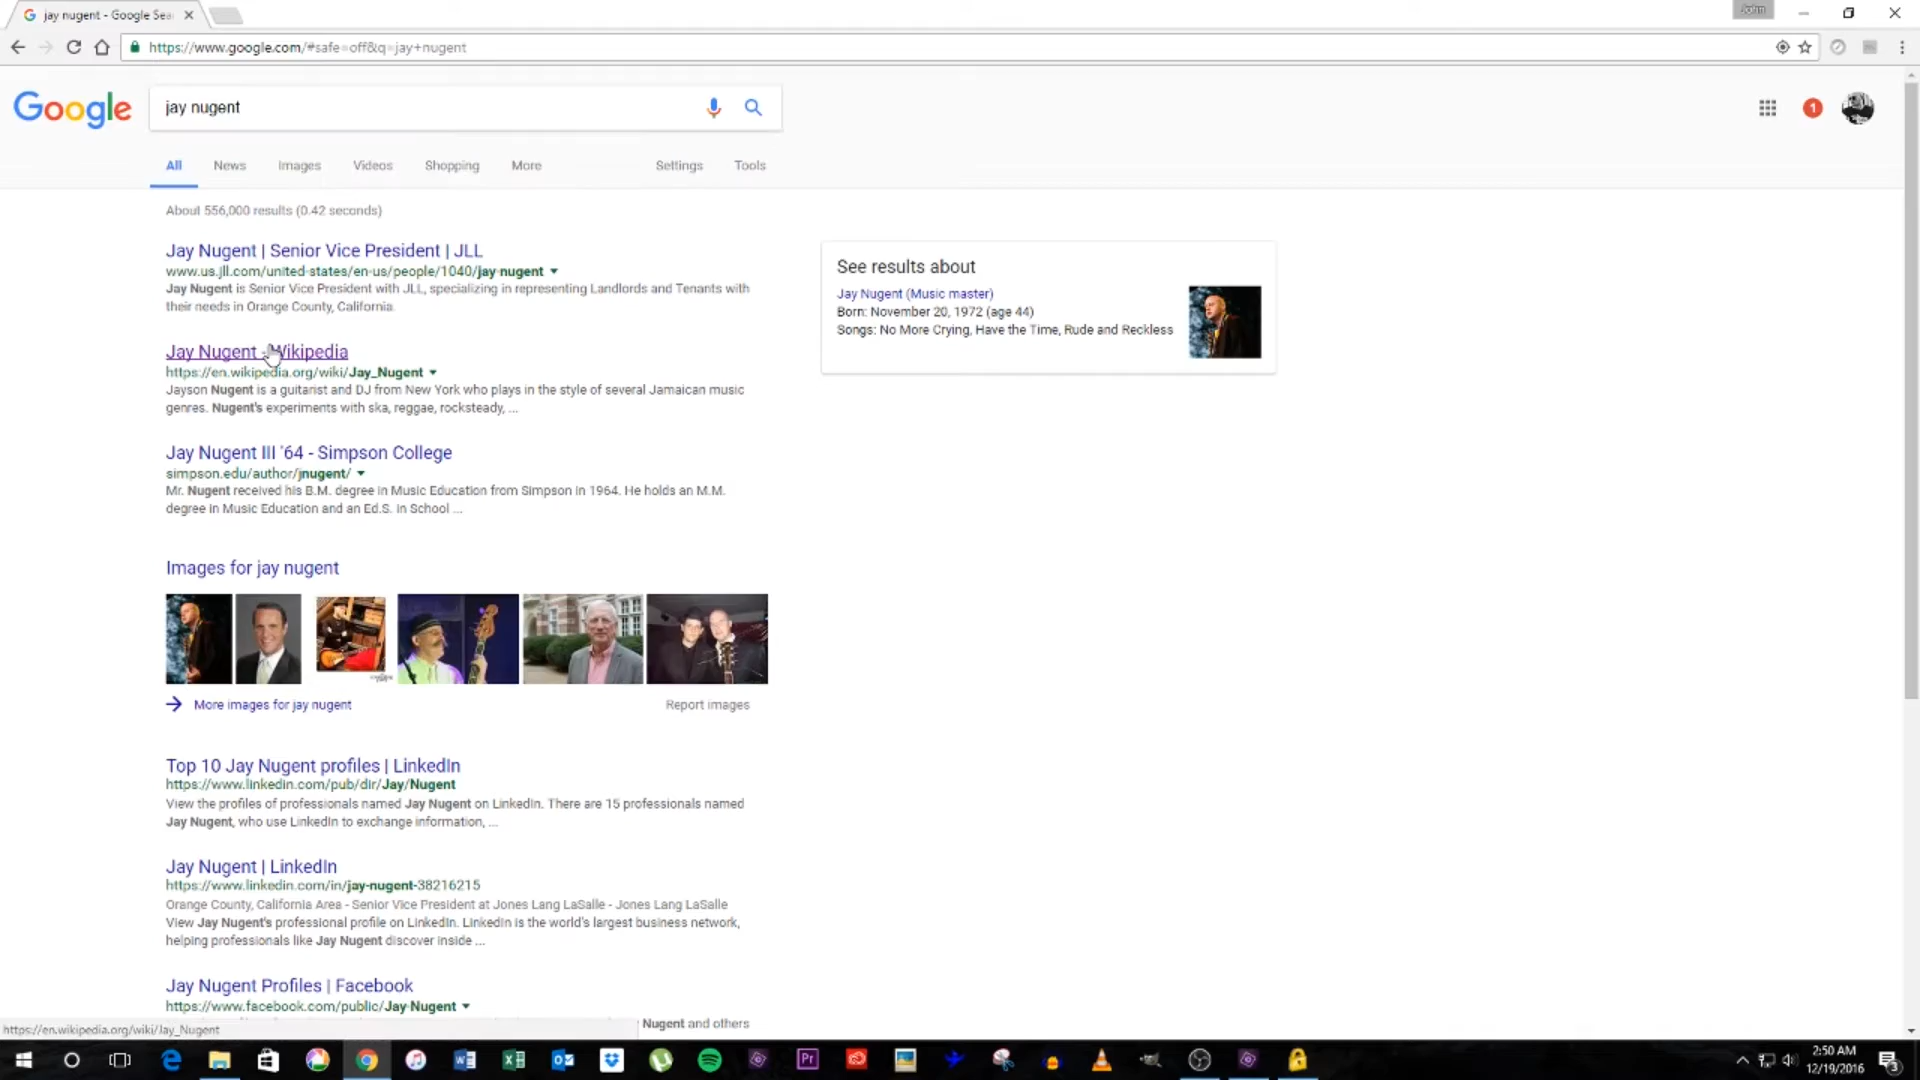 jay nugent - Google Sea
John
https://www.google.com/#safe=off&q=jay+nugent
Google
jay nugent
1
All
News
Images
Videos
Shopping
More
Settings
Tools
About 556,000 results (0.42 seconds)
Jay Nugent | Senior Vice President | JLL
www.us.jll.com/united-states/en-us/people/1040/jay-nugent
Jay Nugent is Senior Vice President with JLL, specializing in representing Landlords and Tenants with
their needs in Orange County, California.
Jay Nugent - Wikipedia
https://en.wikipedia.org/wiki/Jay_Nugent
Jayson Nugent is a guitarist and DJ from New York who plays in the style of several Jamaican music
genres. Nugent's experiments with ska, reggae, rocksteady, ...
Jay Nugent III '64 - Simpson College
simpson.edu/author/jnugent/
Mr. Nugent received his B.M. degree in Music Education from Simpson in 1964. He holds an M.M.
degree in Music Education and an Ed.S. in School ...
Images for jay nugent
More images for jay nugent
Report images
Top 10 Jay Nugent profiles | LinkedIn
https://www.linkedin.com/pub/dir/Jay/Nugent
View the profiles of professionals named Jay Nugent on LinkedIn. There are 15 professionals named
Jay Nugent, who use LinkedIn to exchange information, ...
Jay Nugent | LinkedIn
https://www.linkedin.com/in/jay-nugent-38216215
Orange County, California Area - Senior Vice President at Jones Lang LaSalle - Jones Lang LaSalle
View Jay Nugent's professional profile on LinkedIn. LinkedIn is the world's largest business network,
helping professionals like Jay Nugent discover inside ...
Jay Nugent Profiles | Facebook
https://www.facebook.com/public/Jay-Nugent
Nugent and others
See results about
Jay Nugent (Music master)
Born: November 20, 1972 (age 44)
Songs: No More Crying, Have the Time, Rude and Reckless
https://en.wikipedia.org/wiki/Jay_Nugent
Pr
2:50 AM
12/19/2016
3